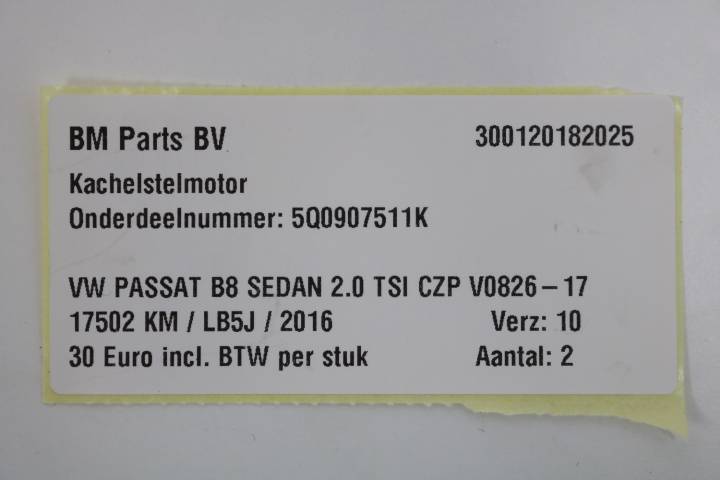 BM Parts BV 300120182025
Kachelstelmotor
Onderdeelnummer: 5Q0907511K
VW PASSAT B8 SEDAN 2.0 TSI CZP V0826-17
17502 KM / LB5J / 2016 Verz: 10
30 Euro incl. BTW per stuk Aantal: 2